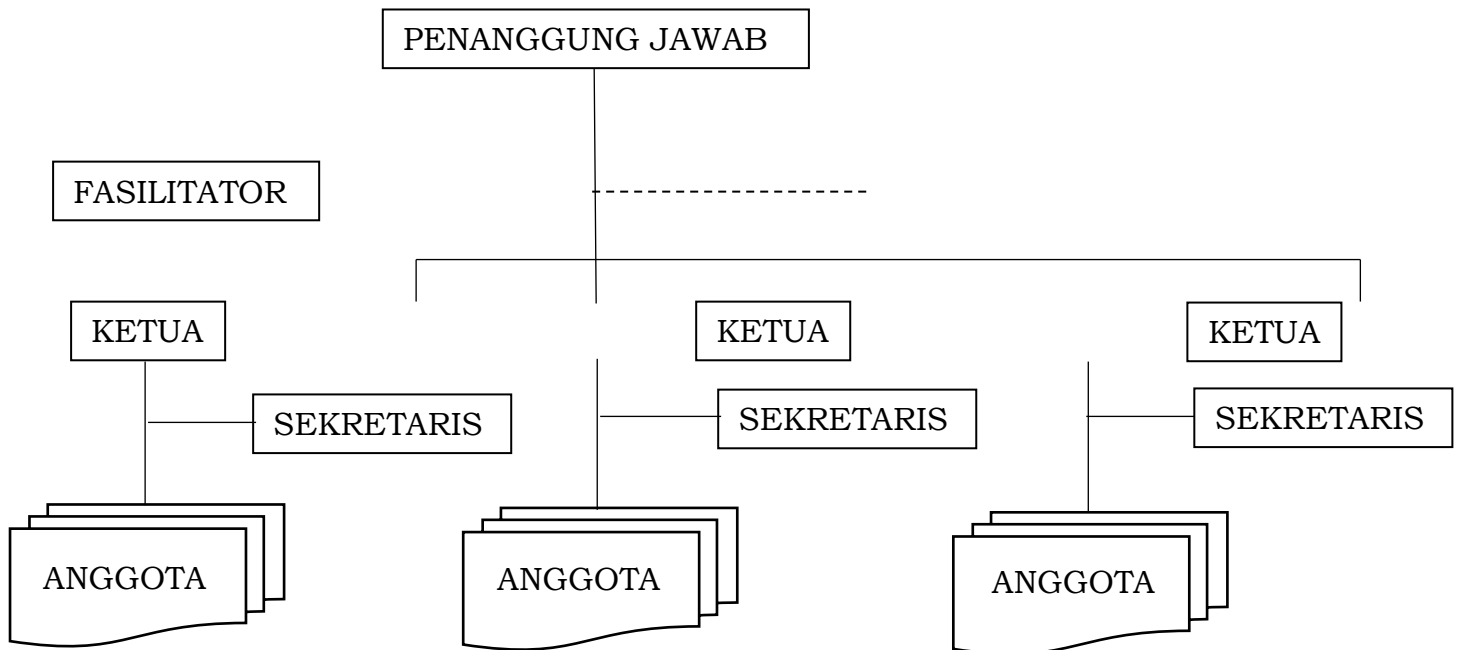 PENANGGUNG JAWAB
FASILITATOR
KETUA
KETUA
KETUA
SEKRETARIS
SEKRETARIS
SEKRETARIS
ANGGOTA
ANGGOTA
ANGGOTA